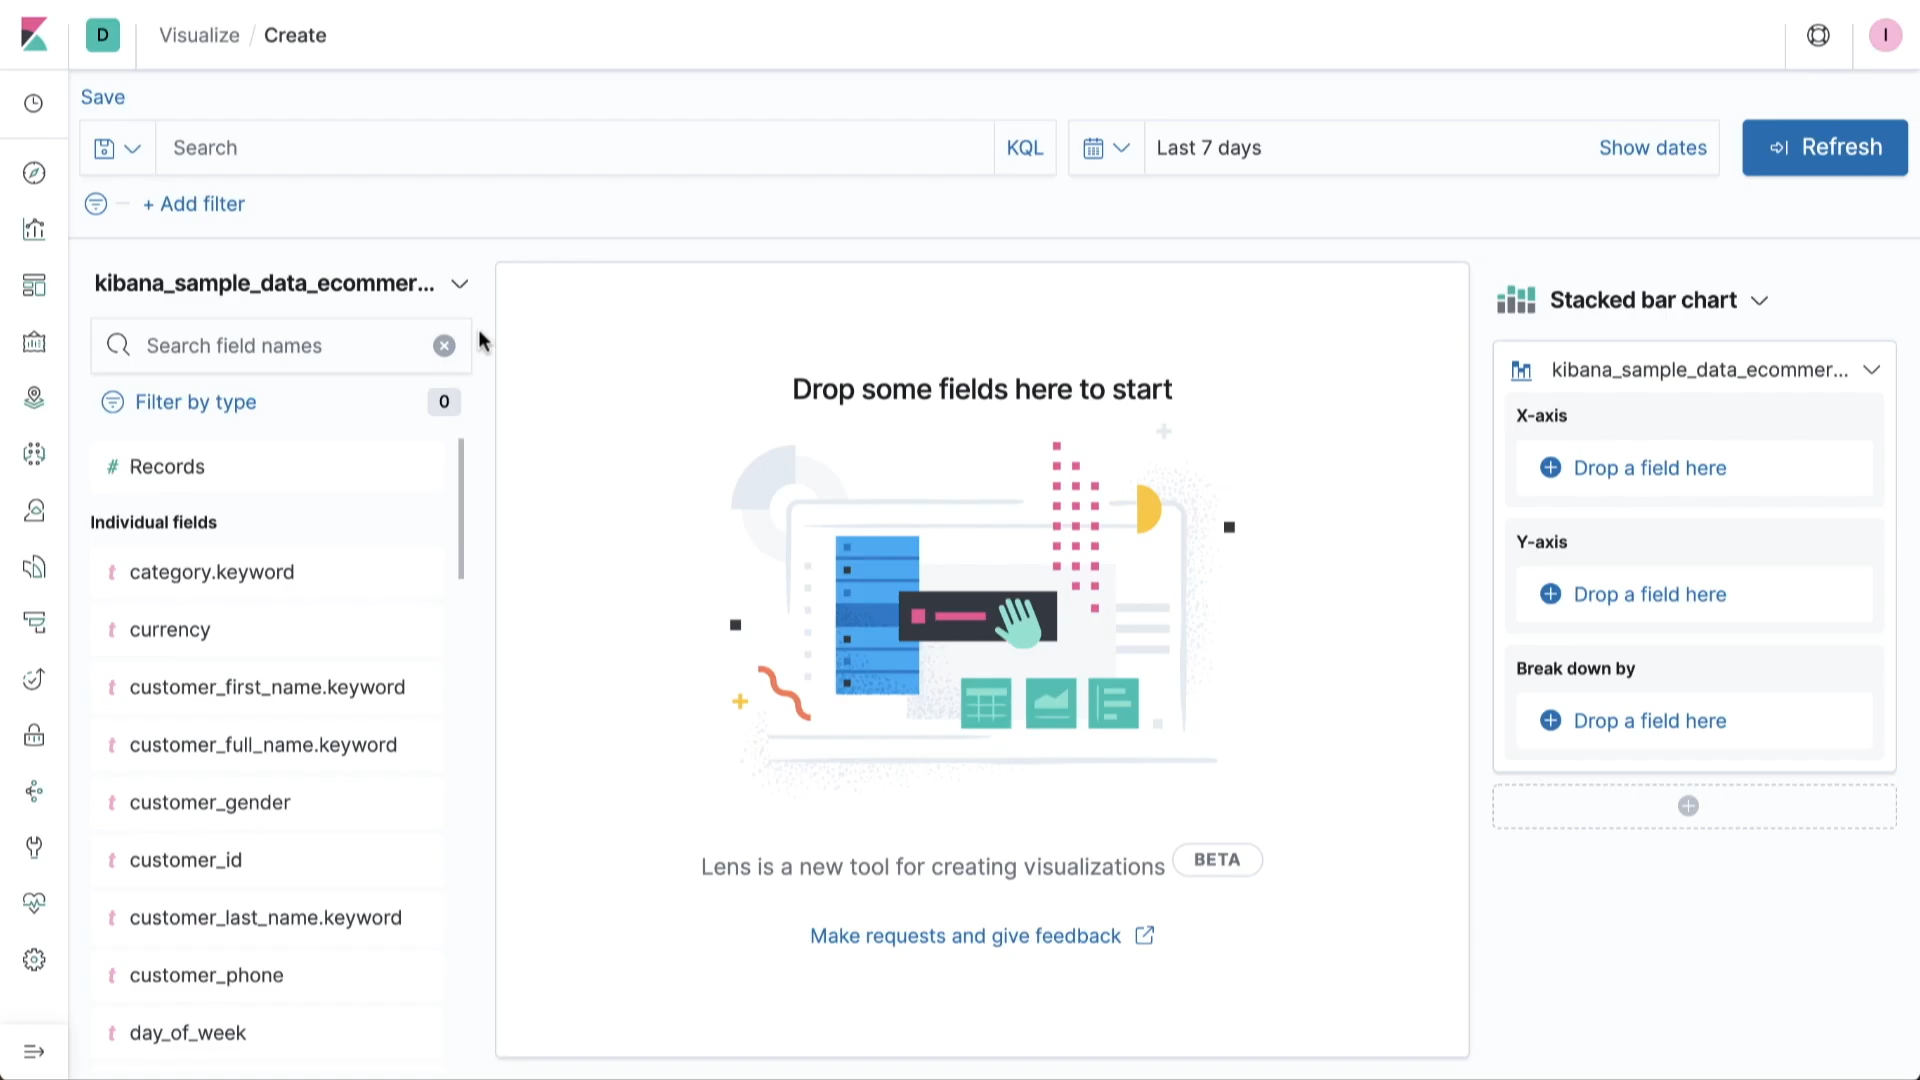 D
Visualize / Create
I
Save
Search
KQL
Last 7 days
Show dates
Refresh
+ Add filter
kibana_sample_data_ecommer...
Search field names
Filter by type
0
# Records
Individual fields
t category.keyword
t currency
t customer_first_name.keyword
t customer_full_name.keyword
t customer_gender
t customer_id
t customer_last_name.keyword
t customer_phone
t day_of_week
Drop some fields here to start
Lens is a new tool for creating visualizations BETA
Make requests and give feedback
Stacked bar chart
kibana_sample_data_ecommer...
X-axis
Drop a field here
Y-axis
Drop a field here
Break down by
Drop a field here